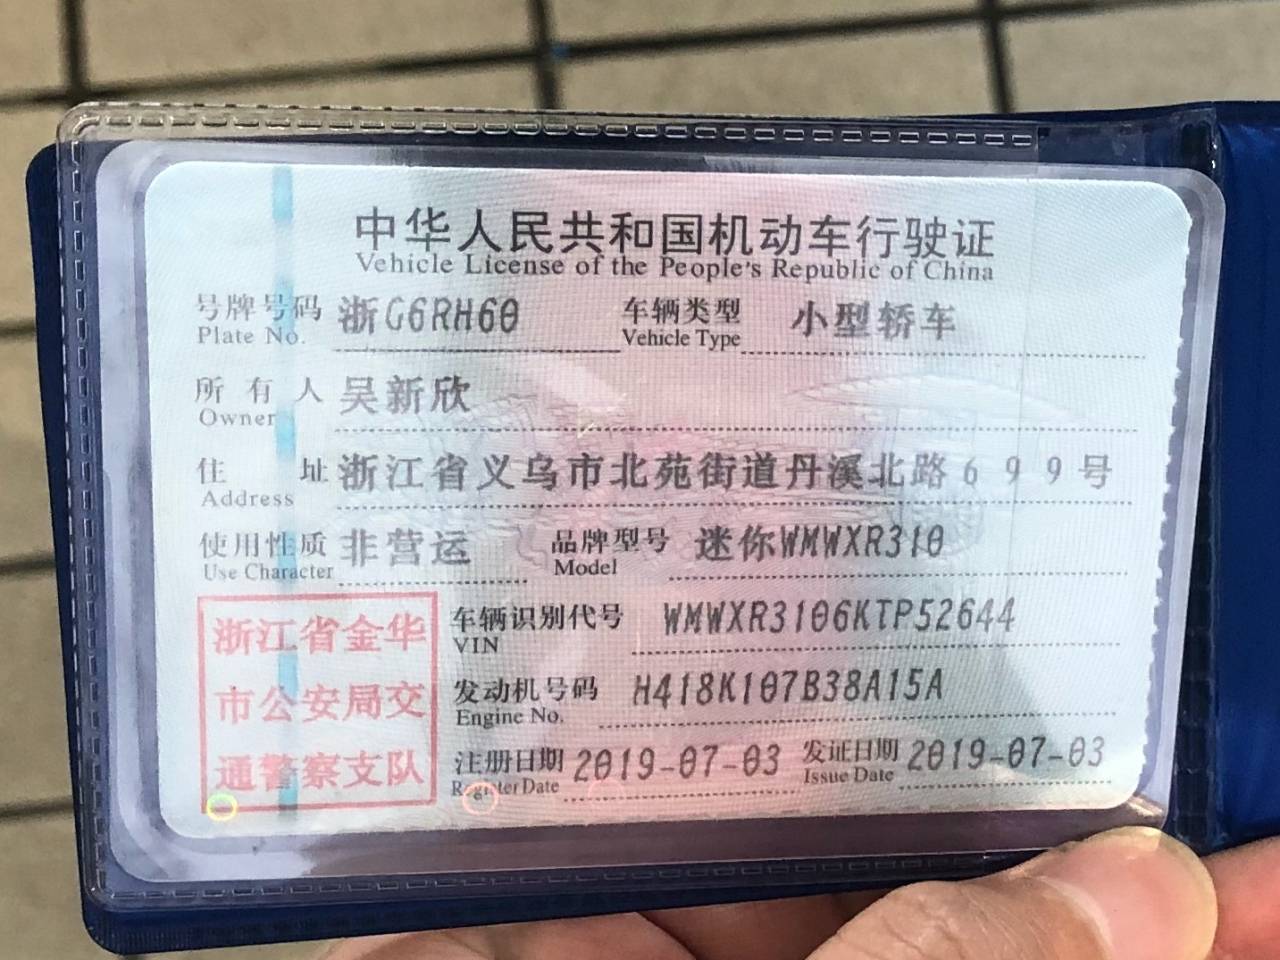 中华人民共和国机动车行驶证
Vehicle License of the People's Republic of China
号牌号码 浙G6RH60 车辆类型 小型轿车
Plate No. Vehicle Type
所有人 吴新欣
Owner
住址 浙江省义乌市北苑街道丹溪北路699号
Address
使用性质 非营运 品牌型号 迷你WMWXR310
Use Character Model
浙江省金华
市公安局交
通警察支队
车辆识别代号 WMWXR3106KTP52644
VIN
发动机号码 H418K107B38A15A
Engine No.
注册日期 2019-07-03 发证日期 2019-07-03
Register Date Issue Date